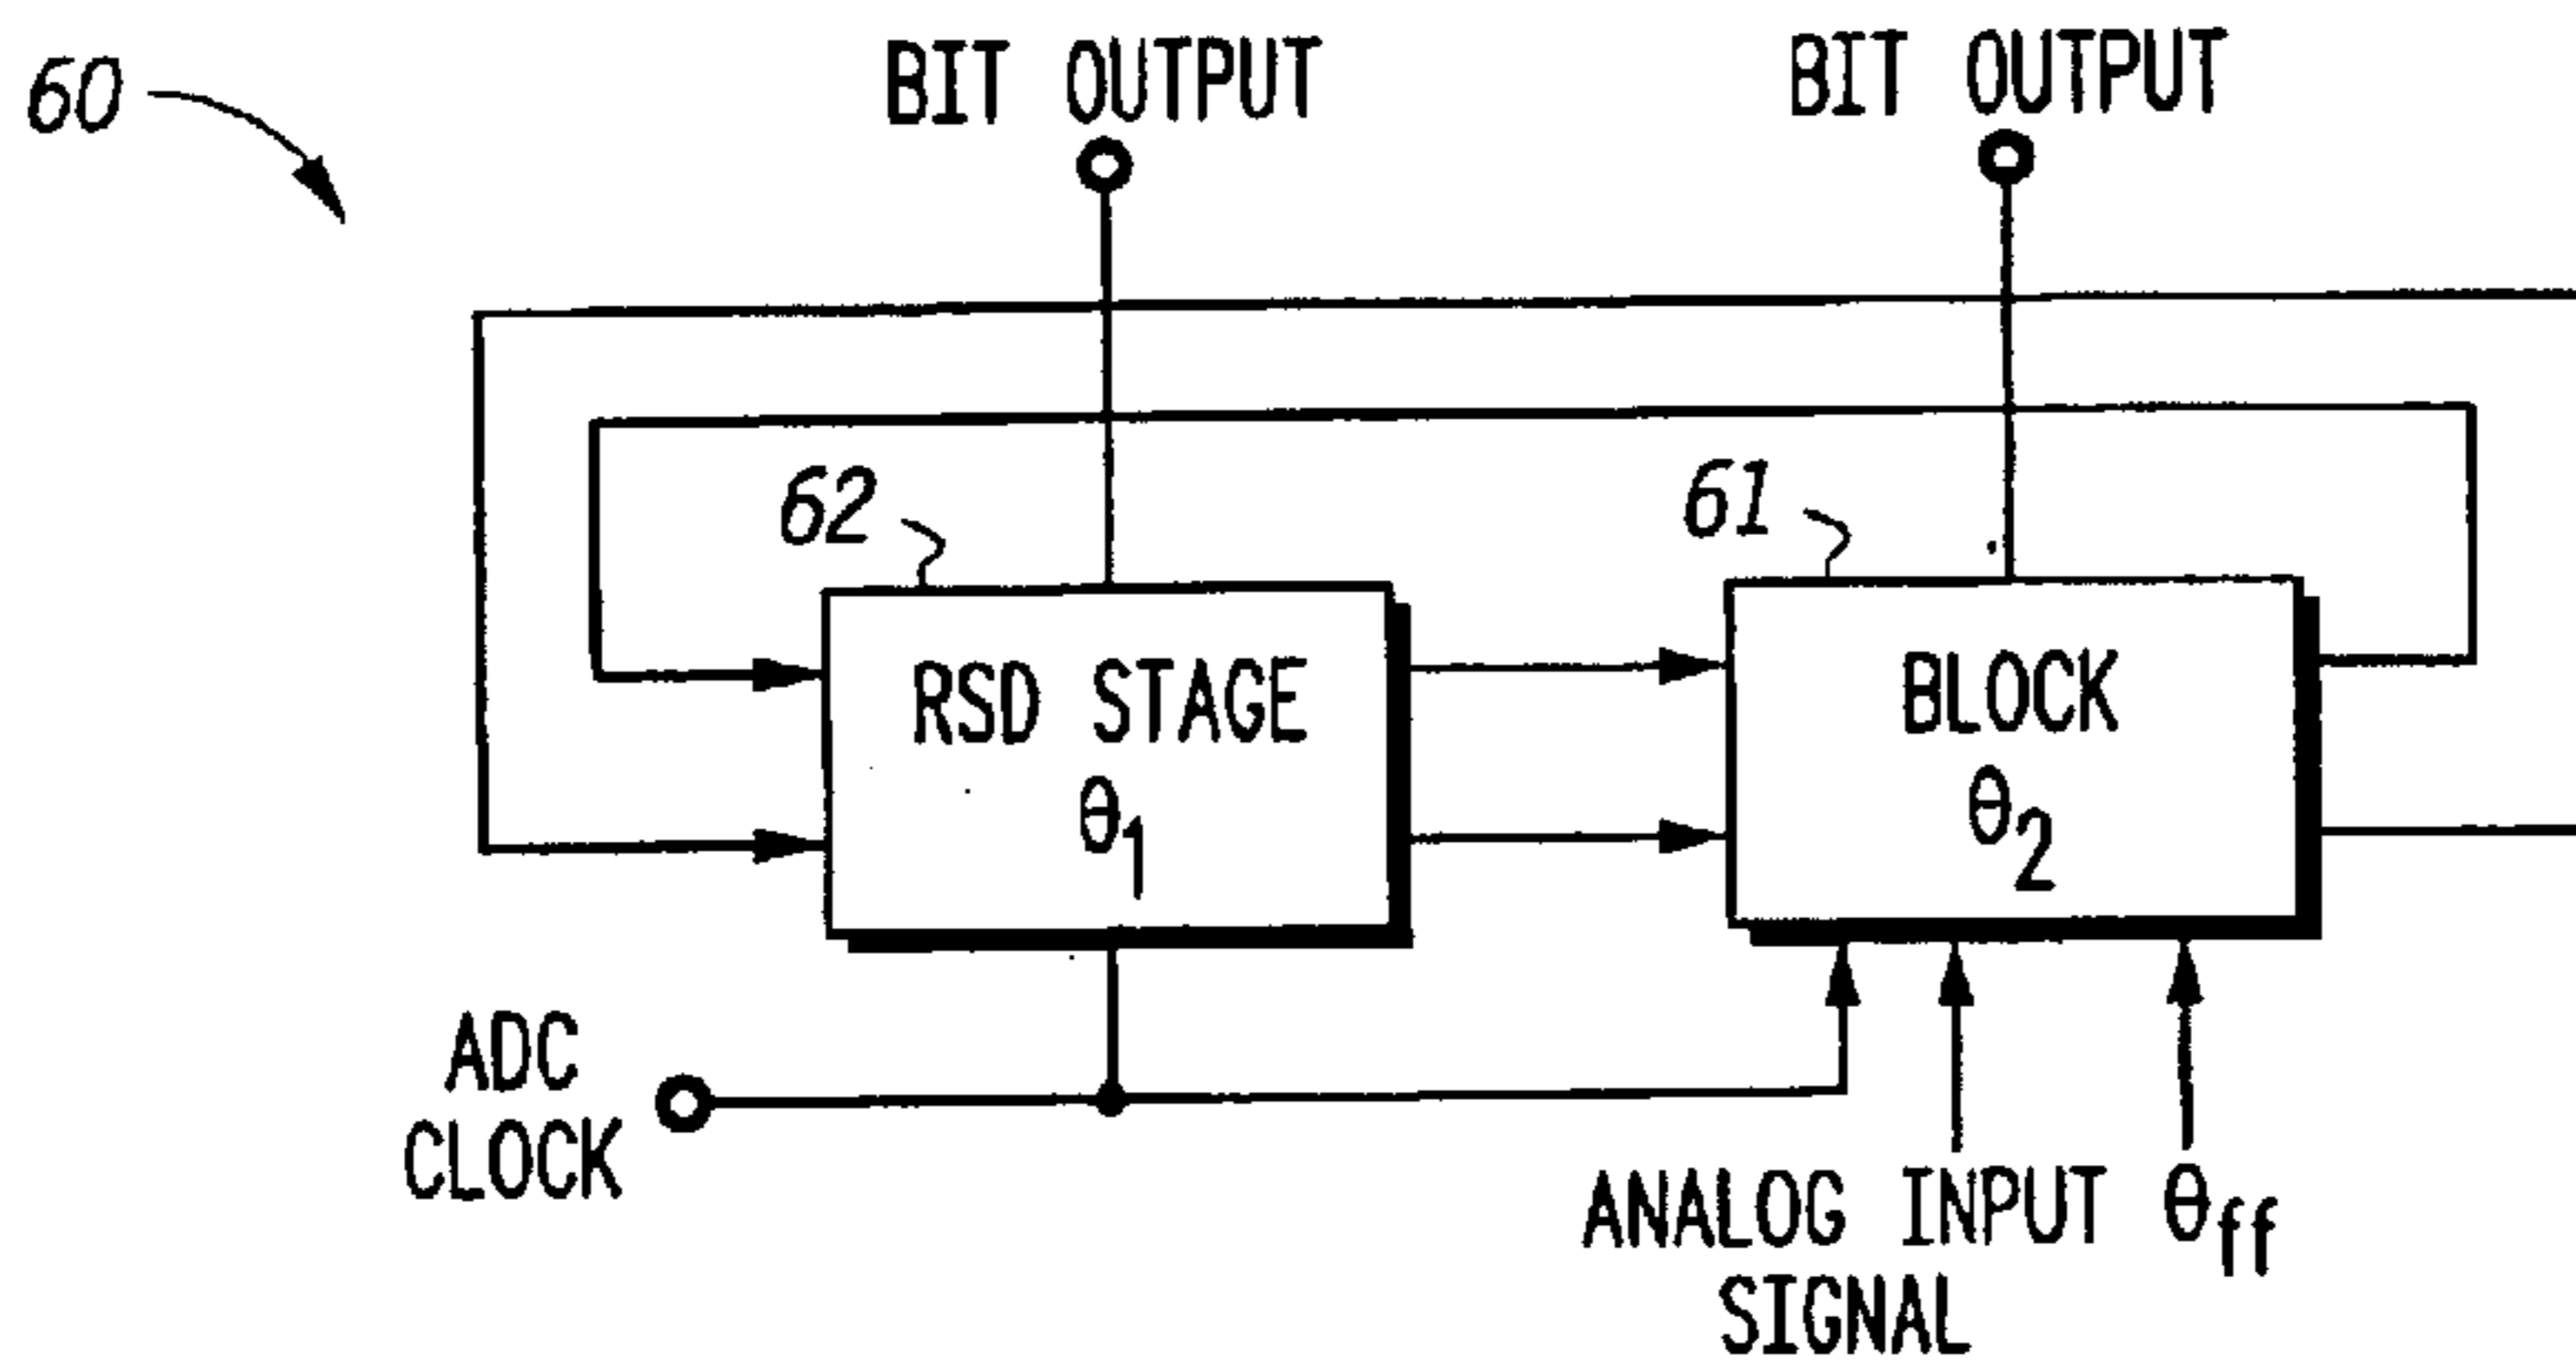 60
BIT OUTPUT
BIT OUTPUT
62
61
RSD STAGE
θ1
BLOCK
θ2
ADC
CLOCK
ANALOG INPUT
SIGNAL
θff